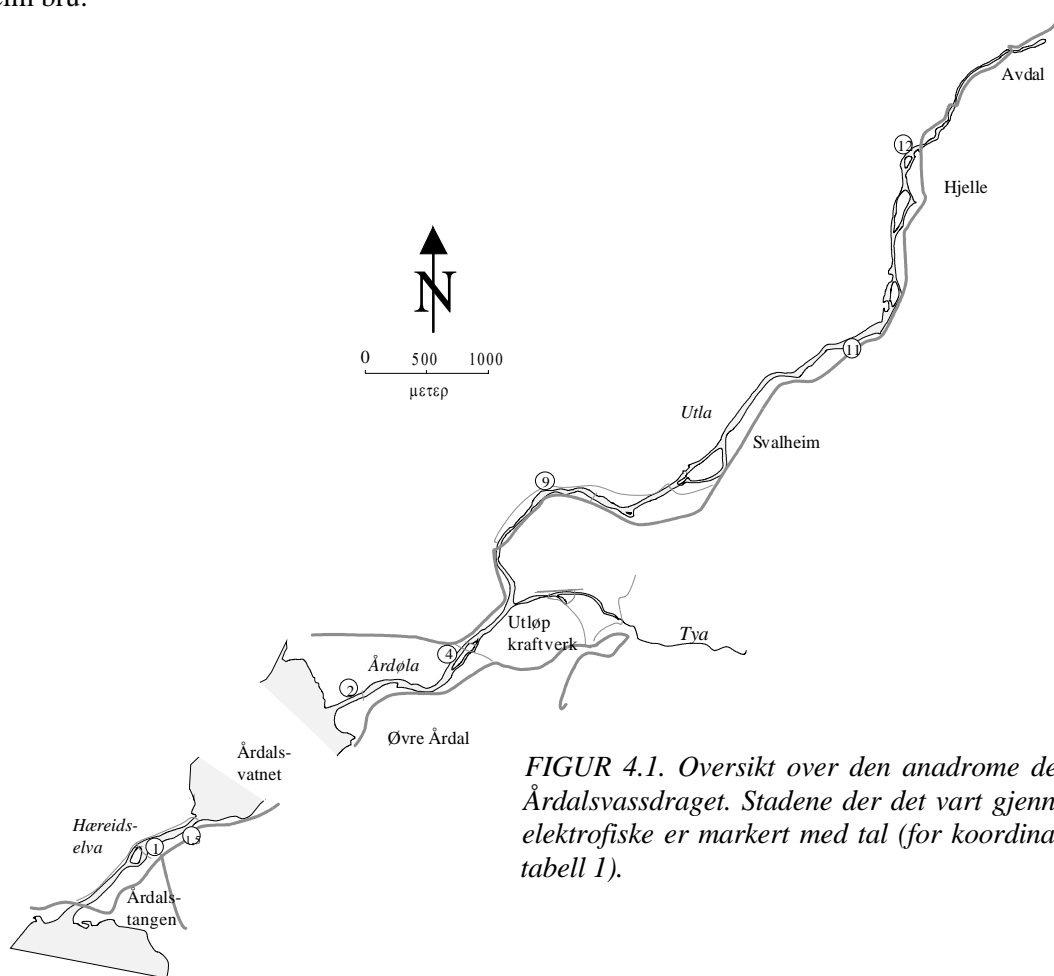 Avdal
12
Hjelle
N
0 500 1000
μετερ
11
Utla
Svalheim
9
Utløp
kraftverk
Tya
4
Årdøla
2
Øvre Årdal
Årdals-
vatnet
Hæreids-
elva
1
1,5
Årdals-
tangen
FIGUR 4.1. Oversikt over den anadrome de
Årdalsvassdraget. Stadene der det vart gjenn
elektrofiske er markert med tal (for koordina
tabell 1).